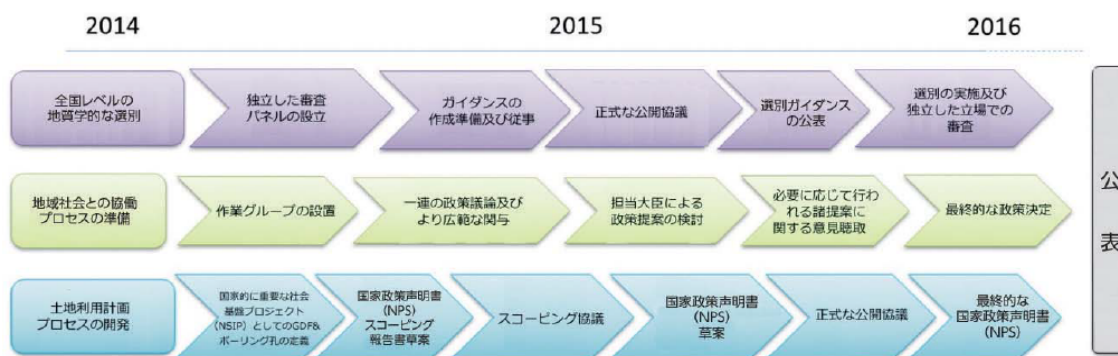 2014
2015
2016
全国レベルの
地質学的な選別
独立した審査
パネルの設立
ガイダンスの
作成準備及び従事
正式な公開協議
選別ガイダンス
の公表
選別の実施及び
独立した立場での
審査
地域社会との協働
プロセスの準備
作業グループの設置
一連の政策議論及び
より広範な関与
担当大臣による
政策提案の検討
必要に応じて行わ
れる諸提案に
関する意見聴取
最終的な政策決定
土地利用計画
プロセスの開発
国家的に重要な社会
基盤プロジェクト
(NSIP)としてのGDF&
ボーリング孔の定義
国家政策声明書
(NPS)
スコーピング
報告書草案
スコーピング協議
国家政策声明書
(NPS)
草案
正式な公開協議
最終的な
国家政策声明書
(NPS)
公
表